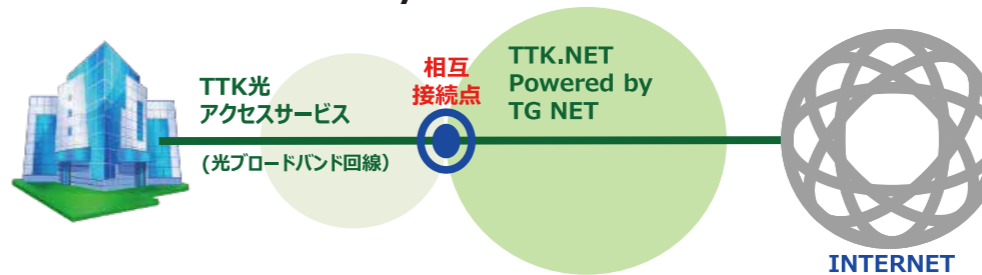 TTK光
アクセスサービス
(光ブロードバンド回線）
相互
接続点
TTK.NET
Powered by
TG NET
INTERNET